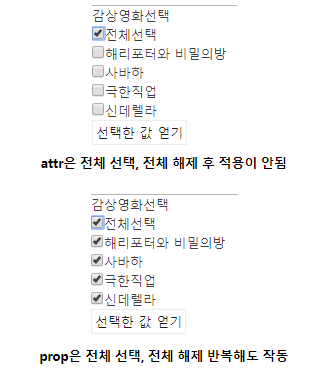 감상영화선택
전체선택
해리포터와 비밀의방
사바하
극한직업
신데렐라
선택한 값 얻기
attr은 전체 선택, 전체 해제 후 적용이 안됨
감상영화선택
전체선택
해리포터와 비밀의방
사바하
극한직업
신데렐라
선택한 값 얻기
prop은 전체 선택, 전체 해제 반복해도 작동